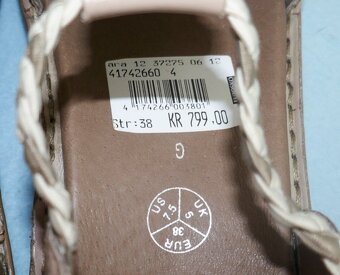 ara 12 37275 06 12
41742660 4
4 174266 003801
Str:38 KR 799.00
G
US 7.5
UK 5
EUR 38